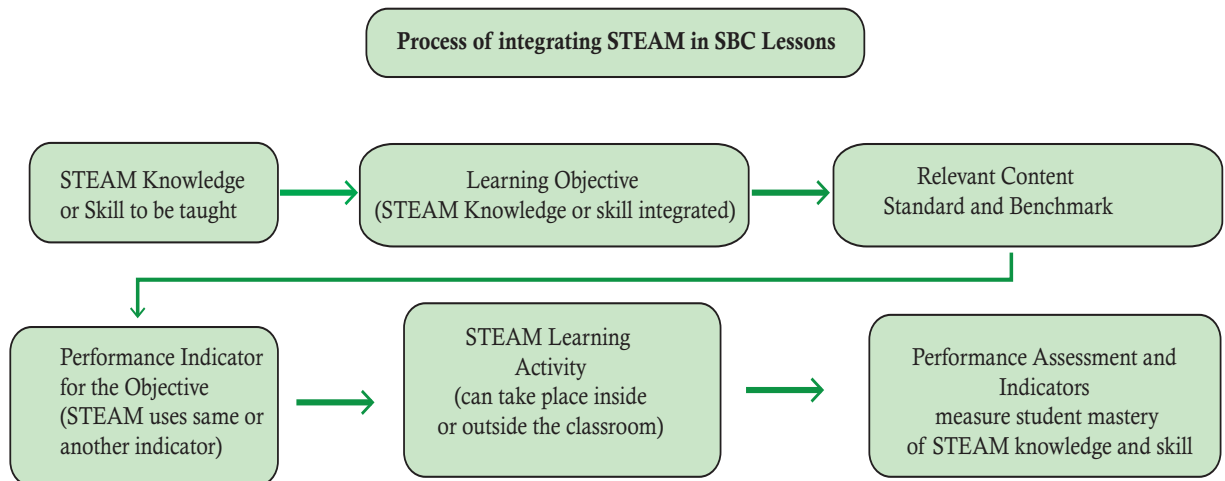 Process of integrating STEAM in SBC Lessons
STEAM Knowledge
or Skill to be taught
Learning Objective
(STEAM Knowledge or skill integrated)
Relevant Content
Standard and Benchmark
Performance Indicator
for the Objective
(STEAM uses same or
another indicator)
STEAM Learning
Activity
(can take place inside
or outside the classroom)
Performance Assessment and
Indicators
measure student mastery
of STEAM knowledge and skill